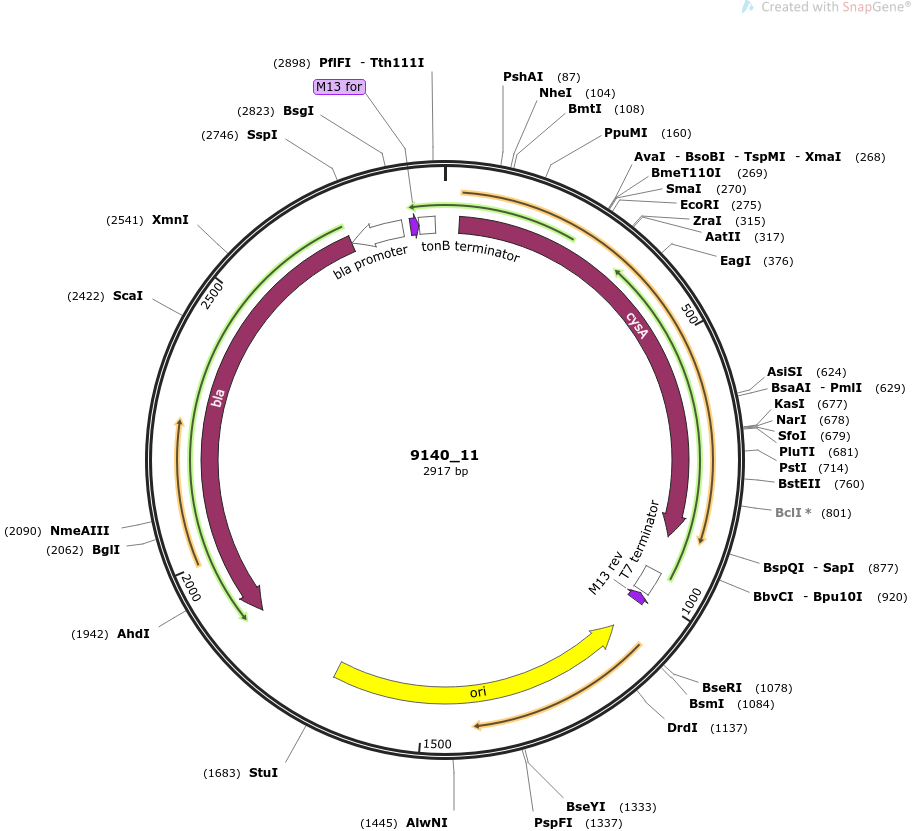 Created with SnapGene®
(2898) PflFI - Tth111I
M13 for
(2823) BsgI
(2746) SspI
(2541) XmnI
(2422) ScaI
(2090) NmeAIII
(2062) BglI
(1942) AhdI
(1683) StuI
(1445) AlwNI
PshAI (87)
NheI (104)
BmtI (108)
PpuMI (160)
AvaI - BsoBI - TspMI - XmaI (268)
BmeT110I (269)
SmaI (270)
EcoRI (275)
ZraI (315)
AatII (317)
EagI (376)
AsiSI (624)
BsaAI - PmlI (629)
KasI (677)
NarI (678)
SfoI (679)
PluTI (681)
PstI (714)
BstEII (760)
BclI * (801)
BspQI - SapI (877)
BbvCI - Bpu10I (920)
BseRI (1078)
BsmI (1084)
DrdI (1137)
BseYI (1333)
PspFI (1337)
bla promoter
tonB terminator
cysA
500
1000
1500
2000
2500
bla
9140_11
2917 bp
T7 terminator
M13 rev
ori